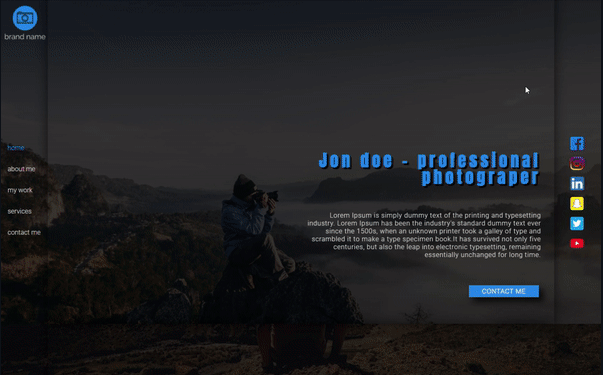 brand name
home
about me
my work
services
contact me
Jon doe - professional
photograper
Lorem Ipsum is simply dummy text of the printing and typesetting
industry. Lorem Ipsum has been the industry's standard dummy text ever
since the 1500s, when an unknown printer took a galley of type and
scrambled it to make a type specimen book.It has survived not only five
centuries, but also the leap into electronic typesetting, remaining
essentially unchanged for long time.
CONTACT ME